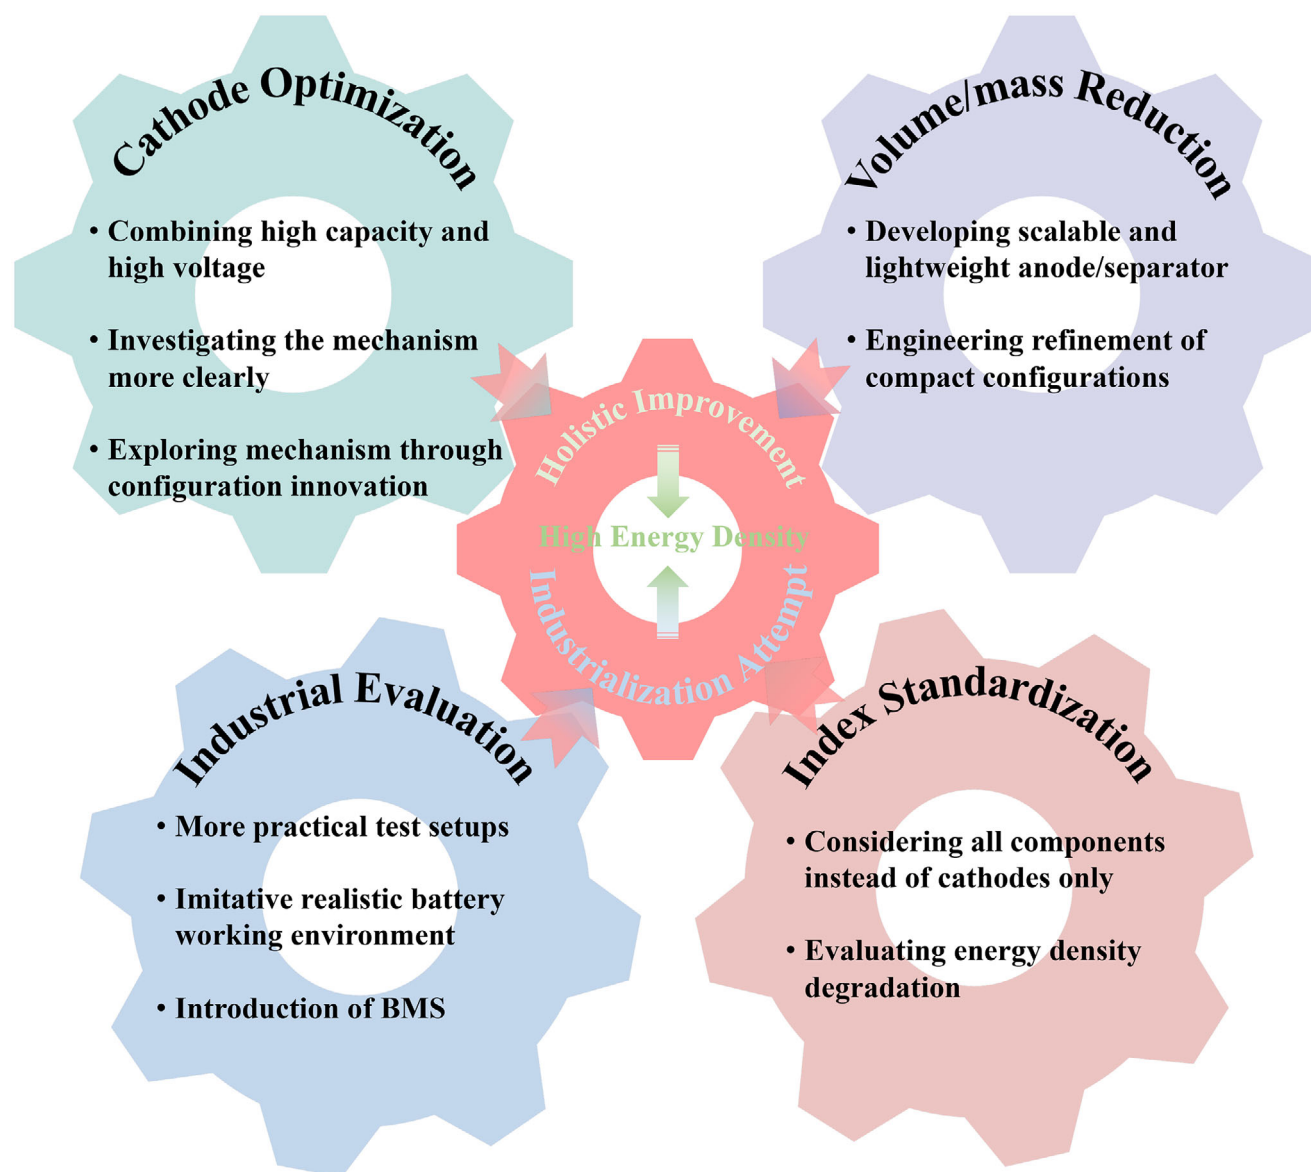 Cathode Optimization
• Combining high capacity and
high voltage
• Investigating the mechanism
more clearly
• Exploring mechanism through
configuration innovation
Volume/mass Reduction
• Developing scalable and
lightweight anode/separator
• Engineering refinement of
compact configurations
Holistic Improvement
High Energy Density
Industrialization Attempt
Industrial Evaluation
• More practical test setups
• Imitative realistic battery
working environment
• Introduction of BMS
Index Standardization
• Considering all components
instead of cathodes only
• Evaluating energy density
degradation